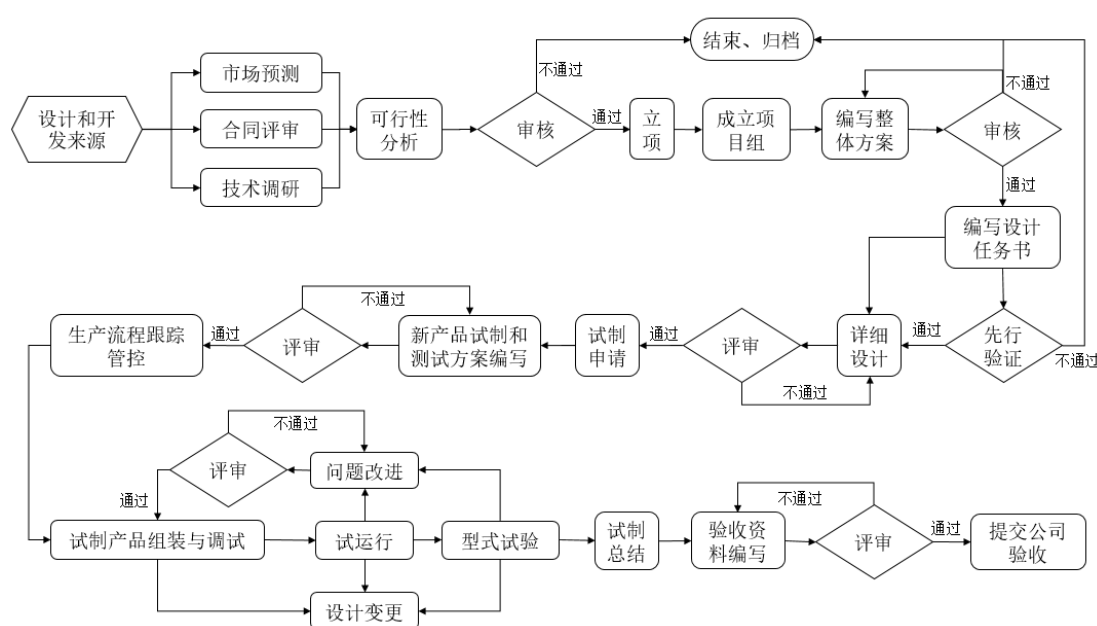 结束、归档
不通过
市场预测
不通过
设计和开
发来源
合同评审
可行性
分析
审核
通过
立
项
成立项
目组
编写整
体方案
审核
技术调研
通过
编写设计
任务书
不通过
生产流程跟踪
管控
通过
评审
新产品试制和
测试方案编写
试制
申请
通过
评审
详细
设计
通过
先行
验证
不通过
不通过
不通过
评审
问题改进
通过
不通过
试制产品组装与调试
试运行
型式试验
试制
总结
验收资
料编写
评审
通过
提交公司
验收
设计变更